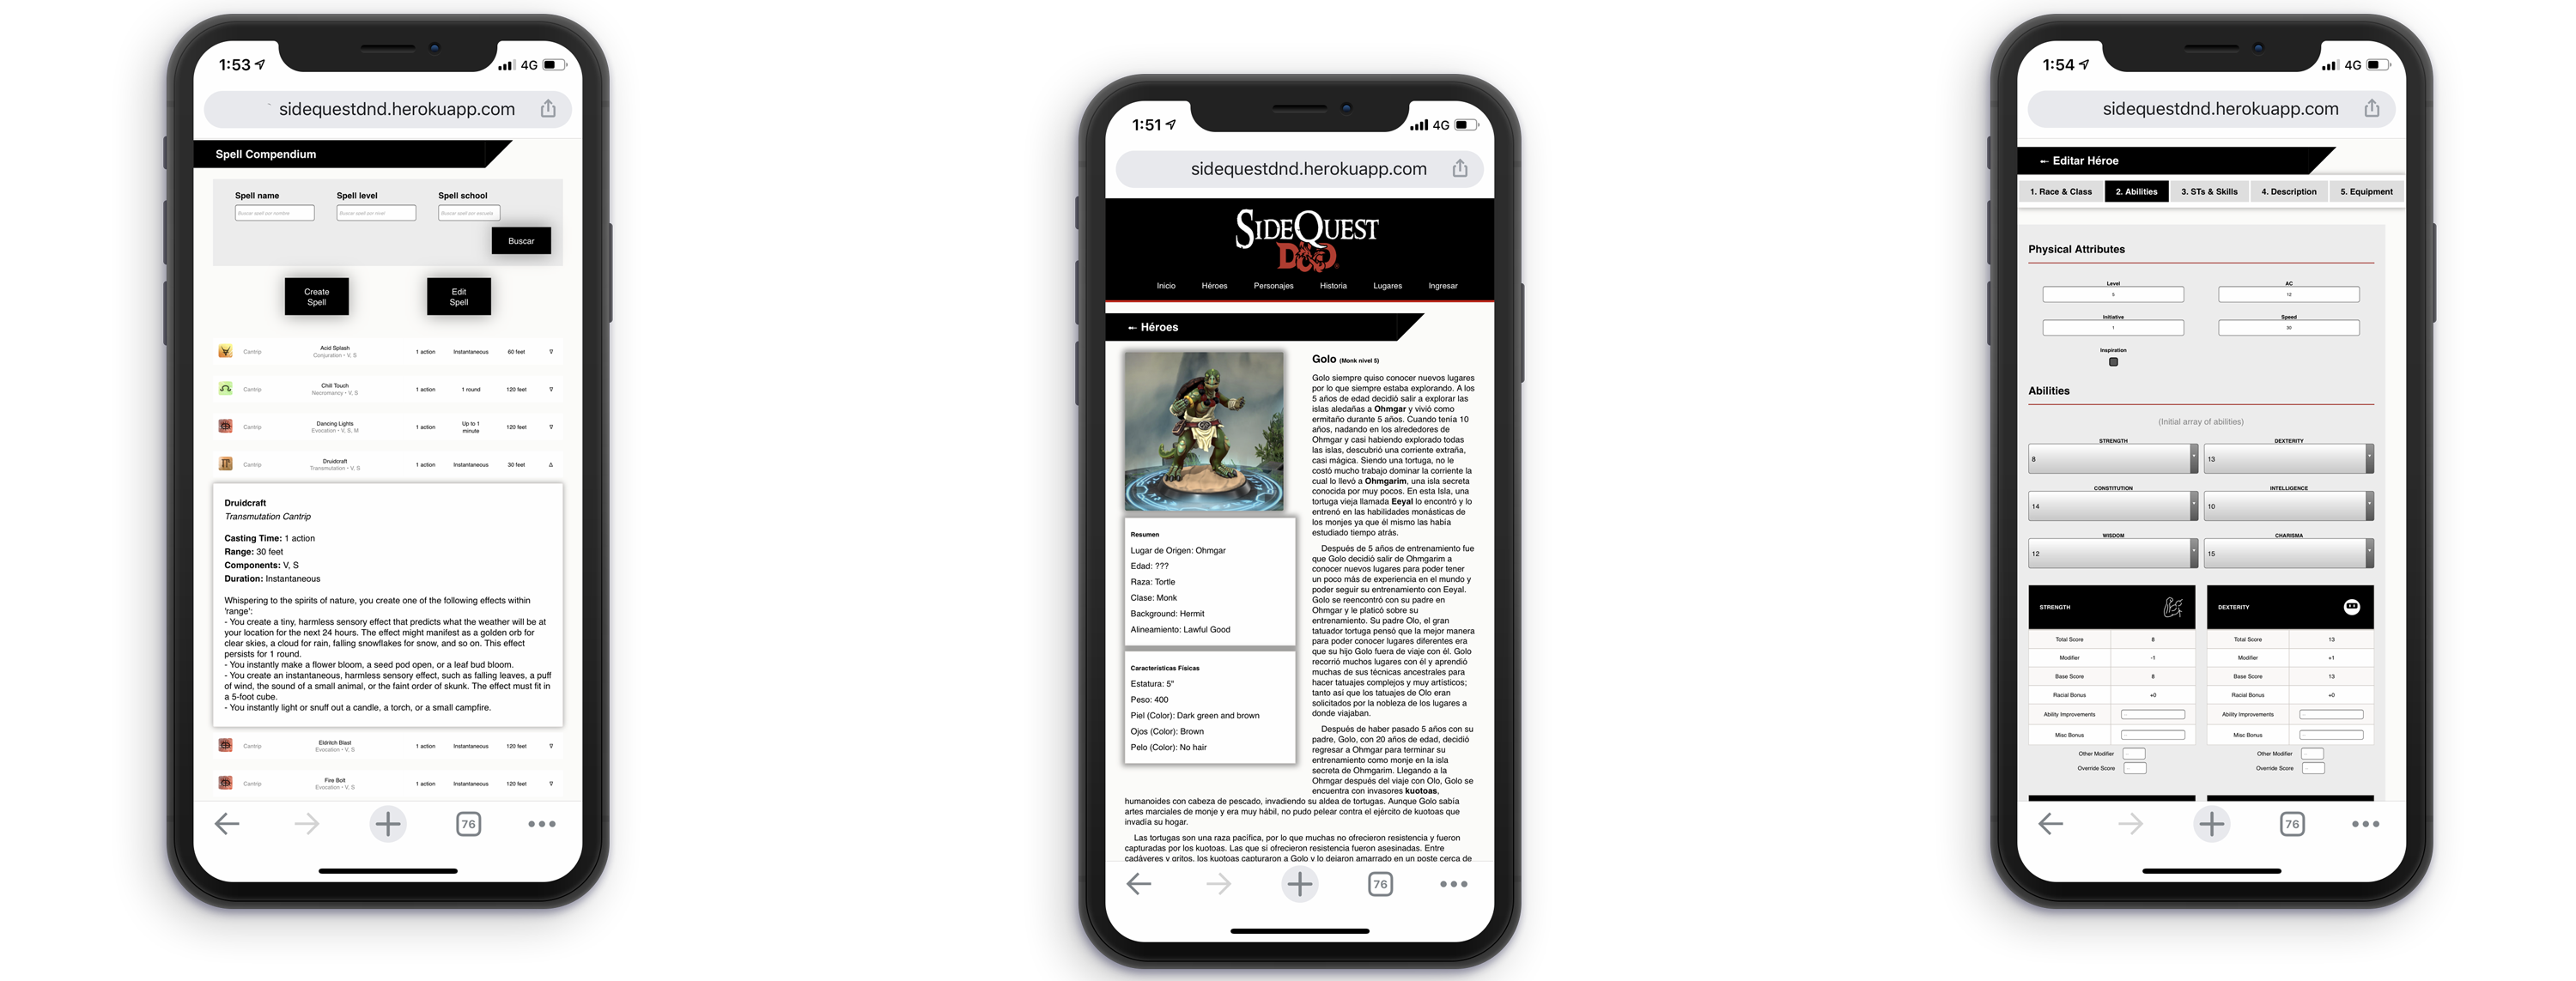 1:53
4G
sidequestdnd.herokuapp.com
Spell Compendium
Spell name
Spell level
Spell school
Buscar spell por nombre
Buscar spell por nivel
Buscar spell por escuela
Buscar
Create
Spell
Edit
Spell
Cantrip
Acid Splash
Conjuration • V, S
1 action
Instantaneous
60 feet
Cantrip
Chill Touch
Necromancy • V, S
1 action
1 round
120 feet
Cantrip
Dancing Lights
Evocation • V, S, M
1 action
Up to 1
minute
120 feet
Cantrip
Druidcraft
Transmutation • V, S
1 action
Instantaneous
30 feet
Druidcraft
Transmutation Cantrip
Casting Time: 1 action
Range: 30 feet
Components: V, S
Duration: Instantaneous
Whispering to the spirits of nature, you create one of the following effects within
'range':
- You create a tiny, harmless sensory effect that predicts what the weather will be at
your location for the next 24 hours. The effect might manifest as a golden orb for
clear skies, a cloud for rain, falling snowflakes for snow, and so on. This effect
persists for 1 round.
- You instantly make a flower bloom, a seed pod open, or a leaf bud bloom.
- You create an instantaneous, harmless sensory effect, such as falling leaves, a puff
of wind, the sound of a small animal, or the faint order of skunk. The effect must fit in
a 5-foot cube.
- You instantly light or snuff out a candle, a torch, or a small campfire.
Cantrip
Eldritch Blast
Evocation • V, S
1 action
Instantaneous
120 feet
Cantrip
Fire Bolt
Evocation • V, S
1 action
Instantaneous
120 feet
76
1:51
4G
sidequestdnd.herokuapp.com
SIDEQUEST
D&D
Inicio
Héroes
Personajes
Historia
Lugares
Ingresar
← Héroes
Golo (Monk nivel 5)
Golo siempre quiso conocer nuevos lugares
por lo que siempre estaba explorando. A los
5 años de edad decidió salir a explorar las
islas aledañas a Ohmgar y vivió como
ermitaño durante 5 años. Cuando tenía 10
años, nadando en los alrededores de
Ohmgar y casi habiendo explorado todas
las islas, descubrió una corriente extraña,
casi mágica. Siendo una tortuga, no le
costó mucho trabajo dominar la corriente la
cual lo llevó a Ohmgarim, una isla secreta
conocida por muy pocos. En esta Isla, una
tortuga vieja llamada Eeyal lo encontró y lo
entrenó en las habilidades monásticas de
los monjes ya que él mismo las había
estudiado tiempo atrás.
Después de 5 años de entrenamiento fue
que Golo decidió salir de Ohmgarim a
conocer nuevos lugares para poder tener
un poco más de experiencia en el mundo y
poder seguir su entrenamiento con Eeyal.
Golo se reencontró con su padre en
Ohmgar y le platicó sobre su
entrenamiento. Su padre Olo, el gran
tatuador tortuga pensó que la mejor manera
para poder conocer lugares diferentes era
que su hijo Golo fuera de viaje con él. Golo
recorrió muchos lugares con él y aprendió
muchas de sus técnicas ancestrales para
hacer tatuajes complejos y muy artísticos;
tanto así que los tatuajes de Olo eran
solicitados por la nobleza de los lugares a
donde viajaban.
Después de haber pasado 5 años con su
padre, Golo, con 20 años de edad, decidió
regresar a Ohmgar para terminar su
entrenamiento como monje en la isla
secreta de Ohmgarim. Llegando a la
Ohmgar después del viaje con Olo, Golo se
encuentra con invasores kuotoas,
humanoides con cabeza de pescado, invadiendo su aldea de tortugas. Aunque Golo sabía
artes marciales de monje y era muy hábil, no pudo pelear contra el ejército de kuotoas que
invadía su hogar.
Las tortugas son una raza pacífica, por lo que muchas no ofrecieron resistencia y fueron
capturadas por los kuotoas. Las que sí ofrecieron resistencia fueron asesinadas. Entre
cadáveres y gritos, los kuotoas capturaron a Golo y lo dejaron amarrado en un poste cerca de
Resumen
Lugar de Origen: Ohmgar
Edad: ???
Raza: Tortle
Clase: Monk
Background: Hermit
Alineamiento: Lawful Good
Características Físicas
Estatura: 5"
Peso: 400
Piel (Color): Dark green and brown
Ojos (Color): Brown
Pelo (Color): No hair
76
1:54
4G
sidequestdnd.herokuapp.com
← Editar Héroe
1. Race & Class
2. Abilities
3. STs & Skills
4. Description
5. Equipment
Physical Attributes
Level
5
AC
12
Initiative
1
Speed
30
Inspiration
Abilities
(Initial array of abilities)
STRENGTH
8
DEXTERITY
13
CONSTITUTION
14
INTELLIGENCE
10
WISDOM
12
CHARISMA
15
STRENGTH
Total Score 8
Modifier -1
Base Score 8
Racial Bonus +0
Ability Improvements
Misc Bonus
Other Modifier
Override Score
DEXTERITY
Total Score 13
Modifier +1
Base Score 13
Racial Bonus +0
Ability Improvements
Misc Bonus
Other Modifier
Override Score
76